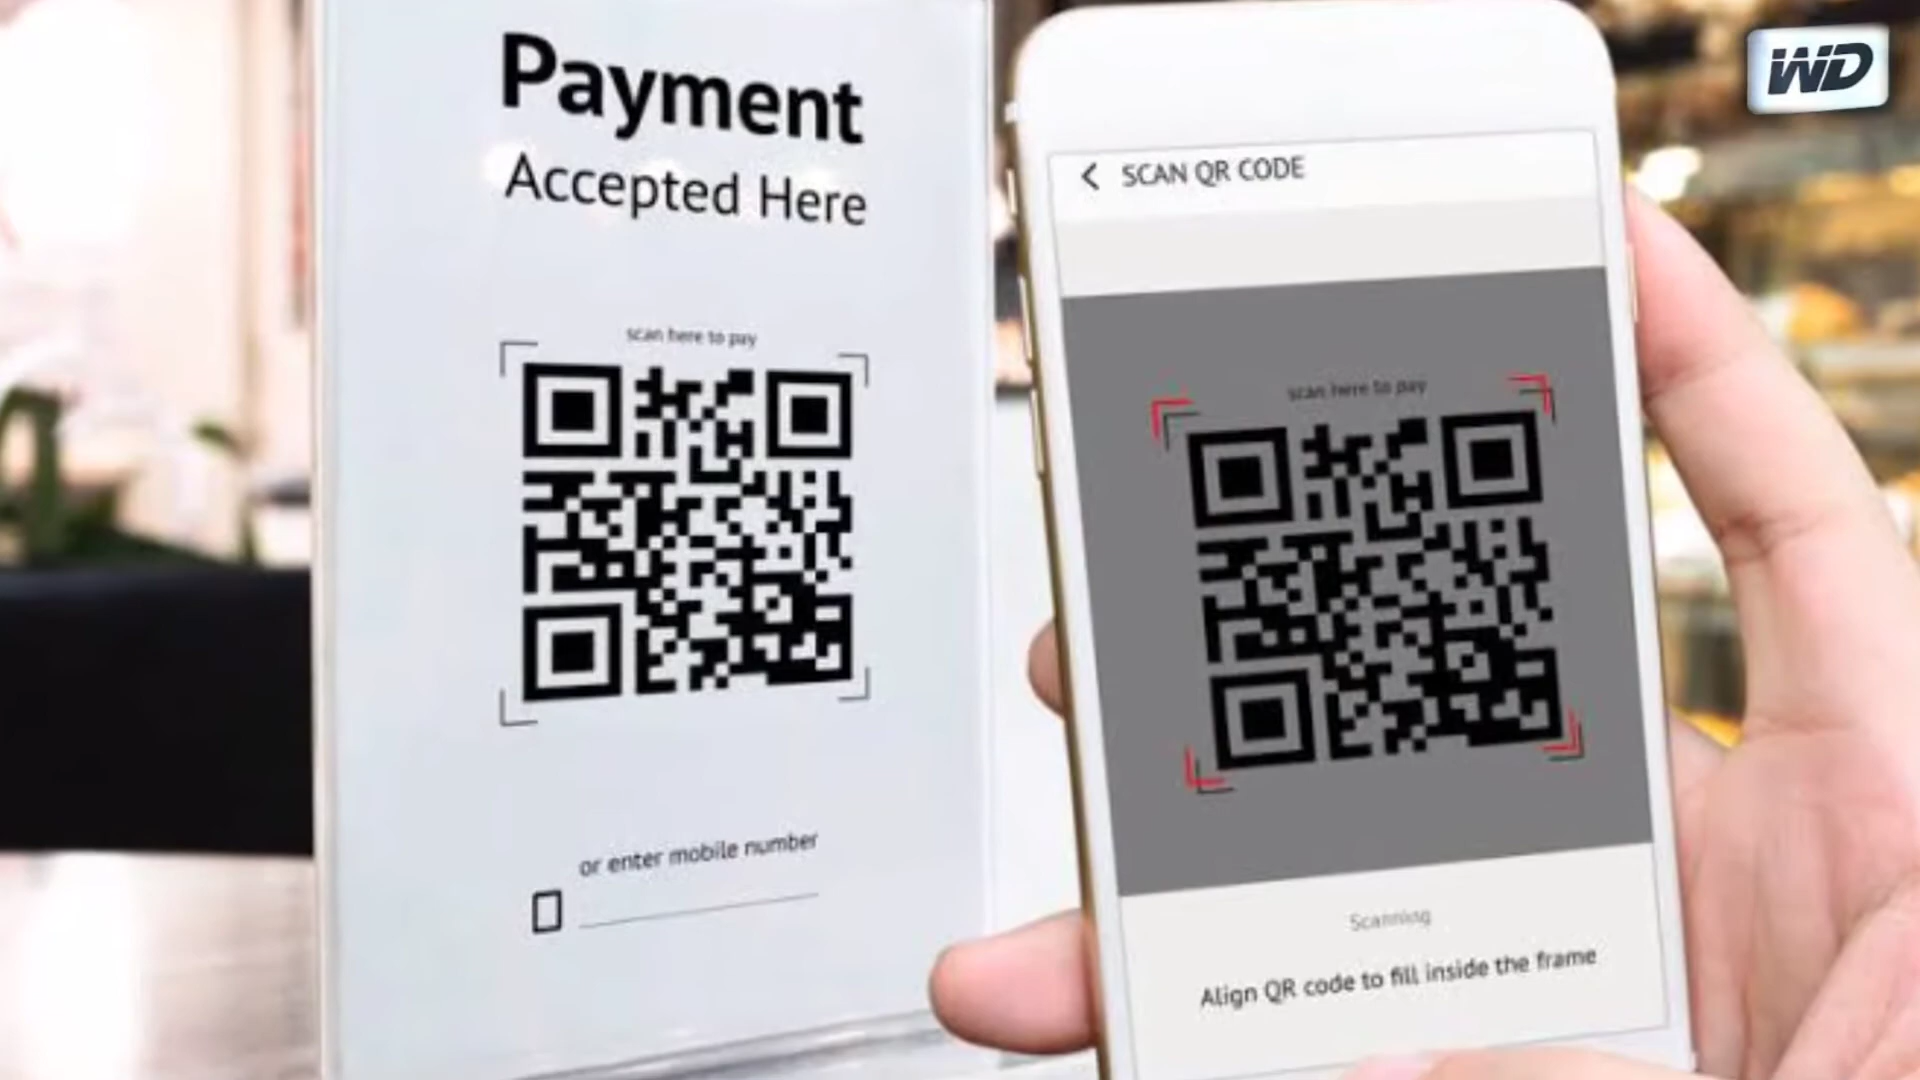 Payment
Accepted Here
scan here to pay
or enter mobile number
SCAN QR CODE
scan here to pay
Scanning
Align QR code to fill inside the frame
WD